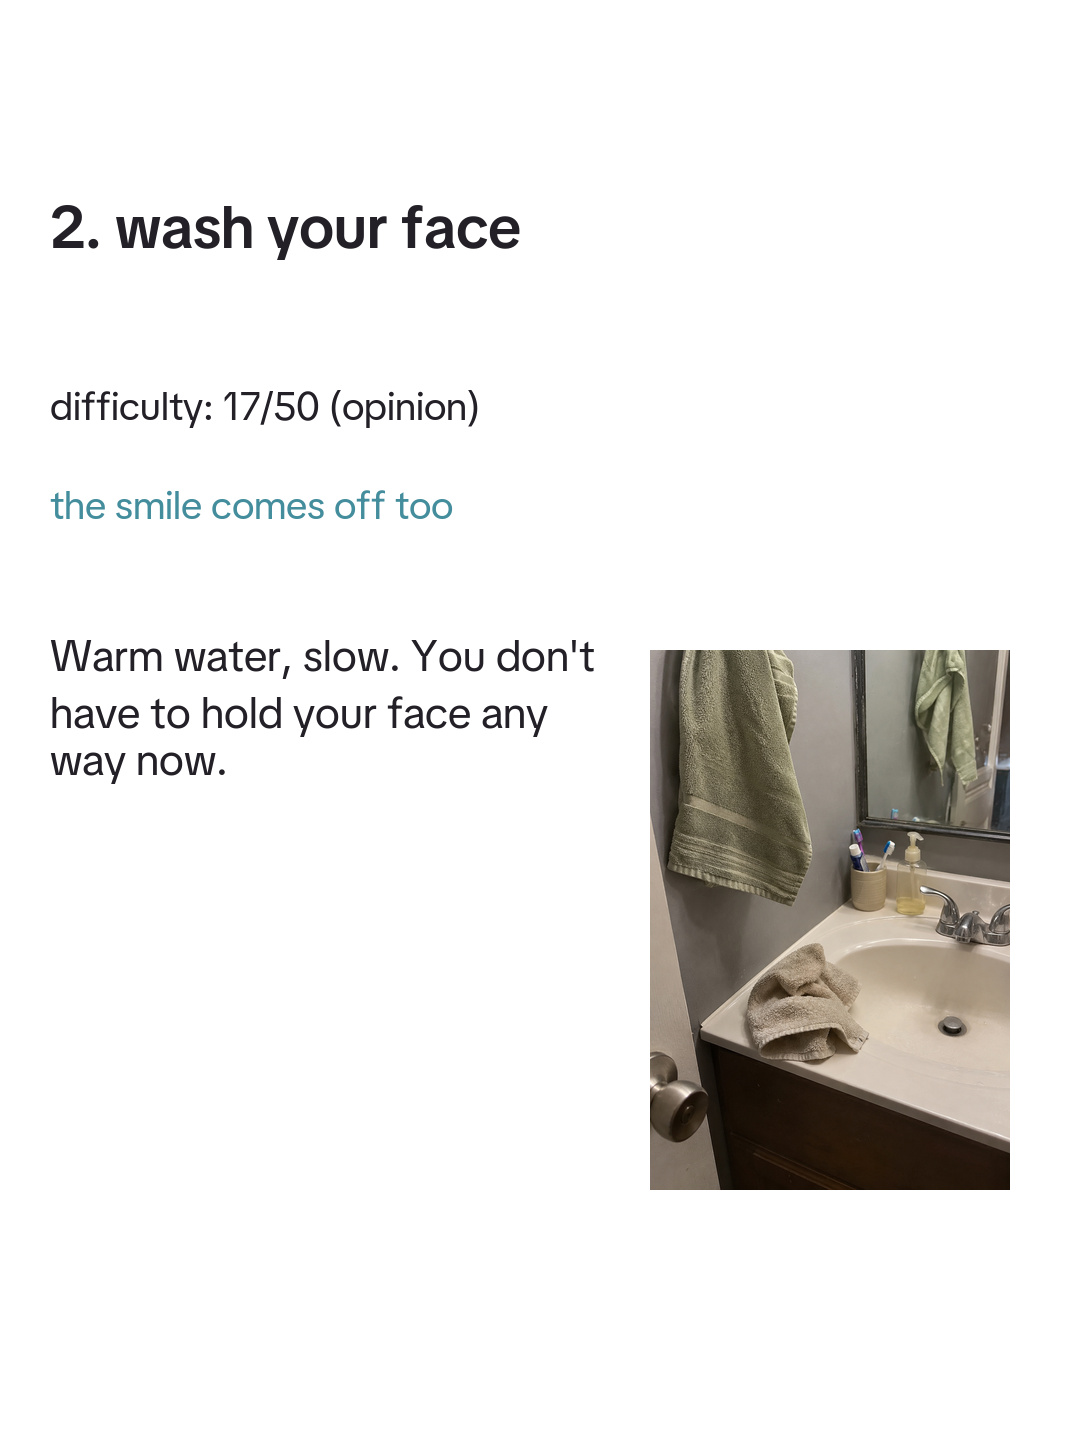 2. wash your face
difficulty: 17/50 (opinion)
the smile comes off too
Warm water, slow. You don't
have to hold your face any
way now.